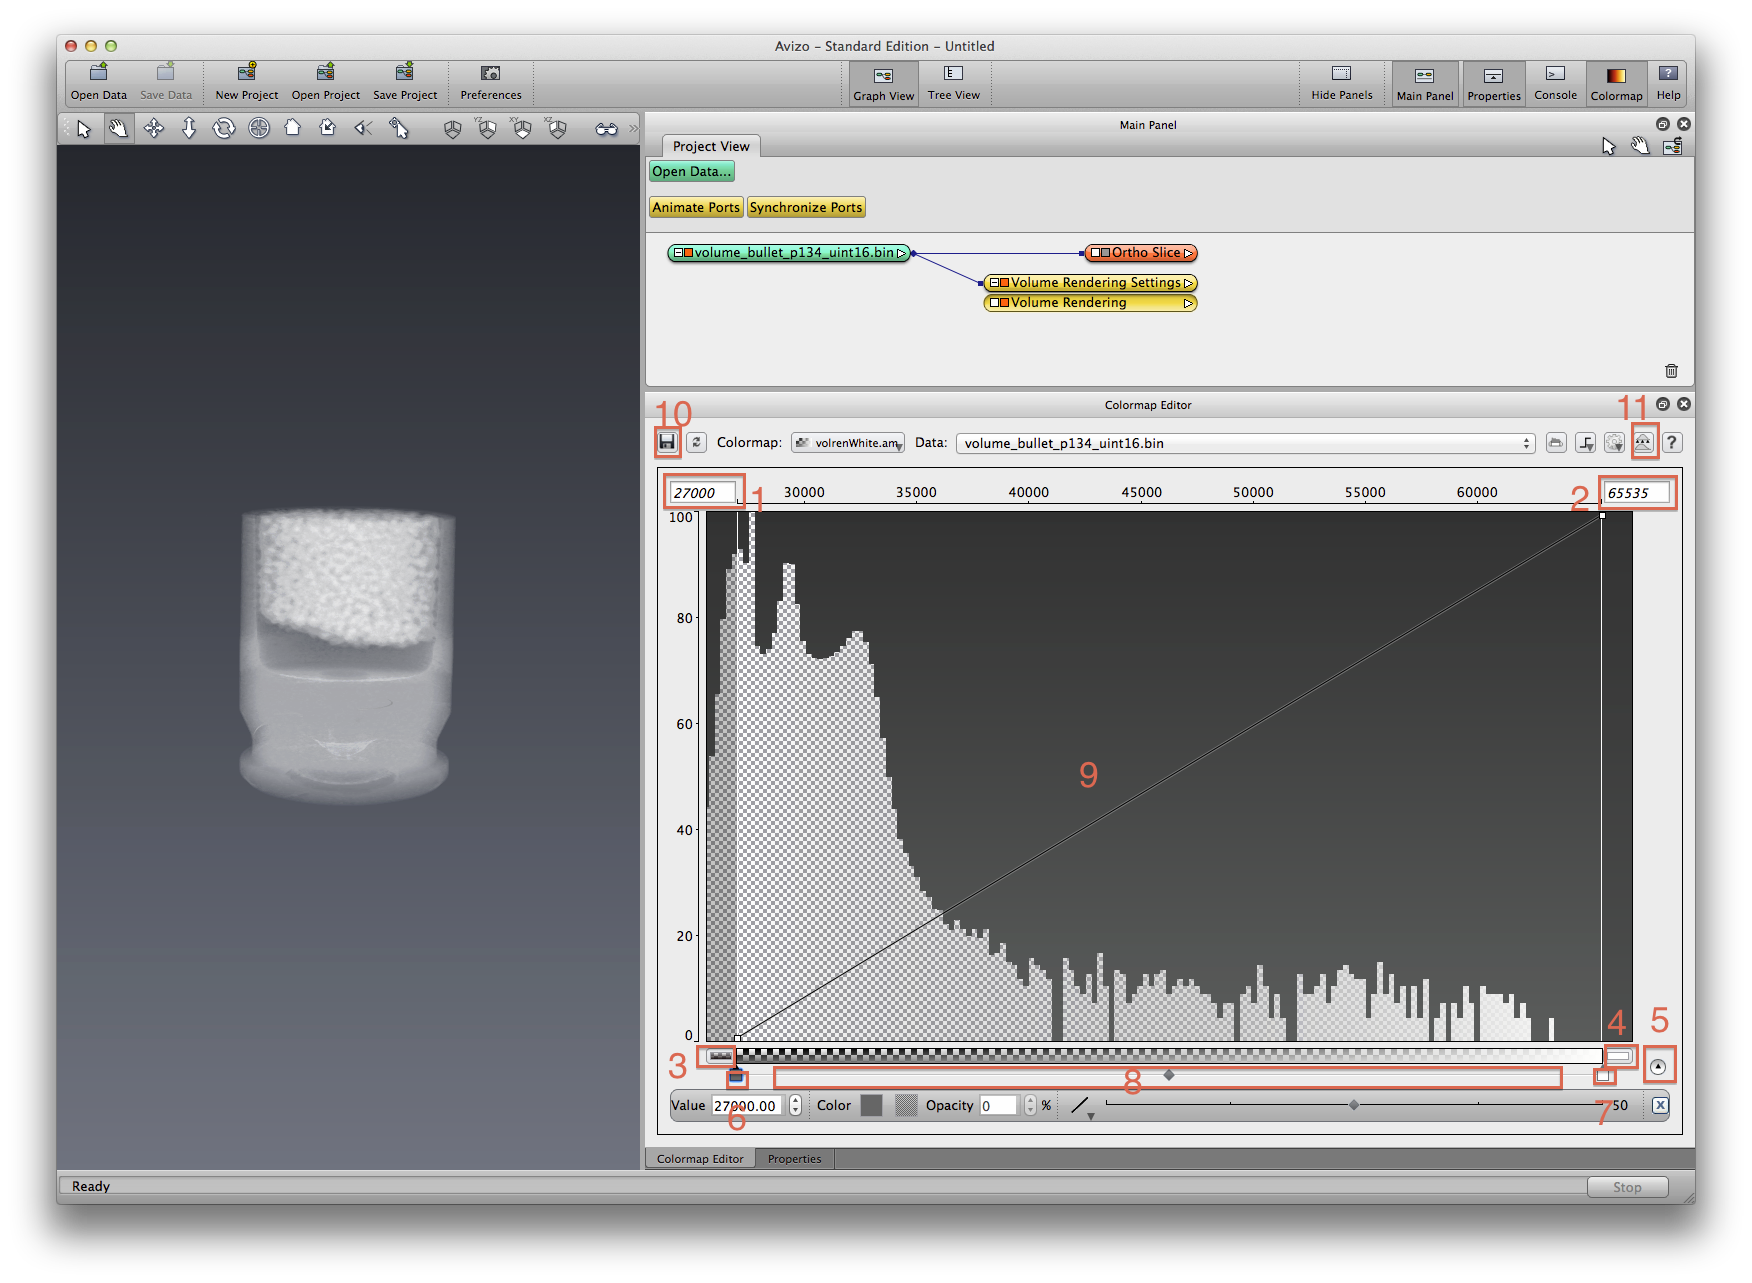 Avizo - Standard Edition - Untitled
Open Data Save Data New Project Open Project Save Project Preferences Graph View Tree View Hide Panels Main Panel Properties Console Colormap Help
YZ XY XZ
Main Panel
Project View
Open Data...
Animate Ports Synchronize Ports
volume_bullet_p134_uint16.bin Ortho Slice
Volume Rendering Settings
Volume Rendering
Colormap Editor
10 11
Colormap: volrenWhite.am Data: volume_bullet_p134_uint16.bin ?
27000 1 30000 35000 40000 45000 50000 55000 60000 2 65535
100
80
60
9
40
20
4 5
0
3
8
Value 27000.00 Color Opacity 0 % 50 X
6 7
Colormap Editor Properties
Ready Stop